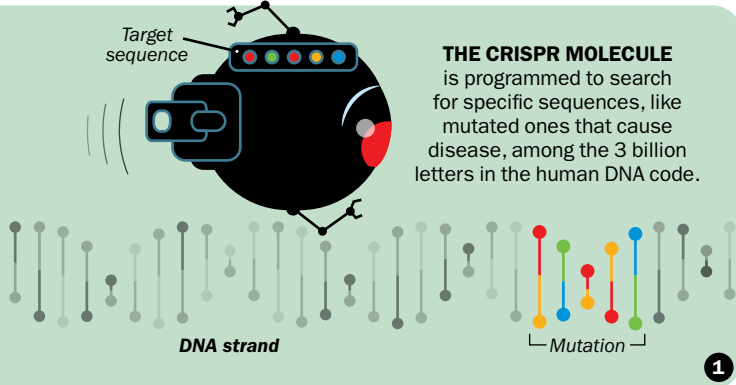 Target
sequence
THE CRISPR MOLECULE
is programmed to search
for specific sequences, like
mutated ones that cause
disease, among the 3 billion
letters in the human DNA code.
DNA strand
Mutation
1